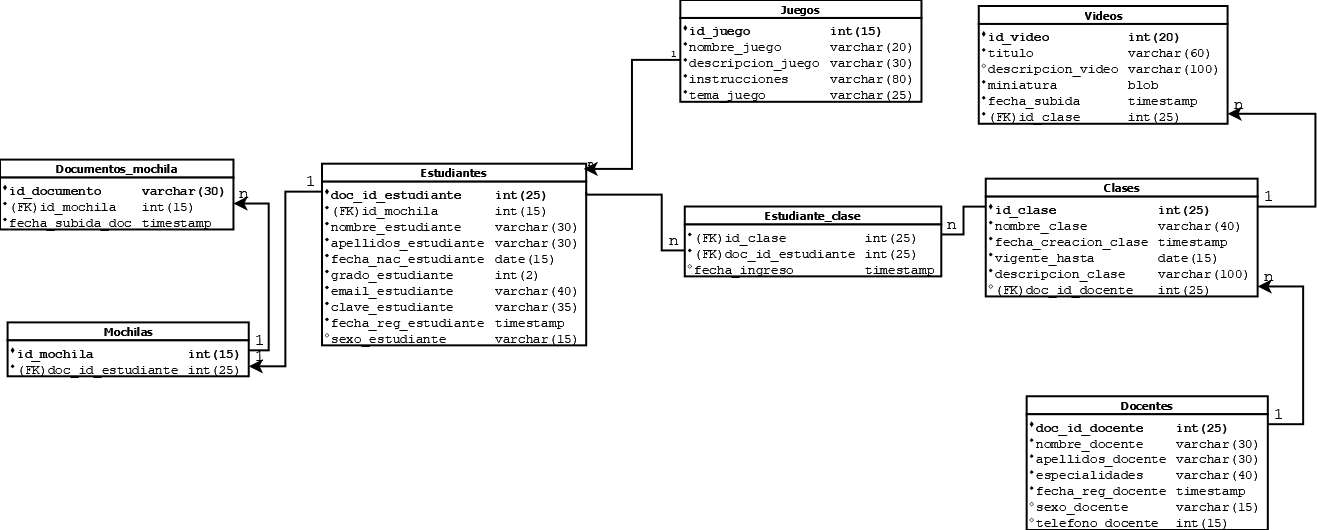 Juegos
id_juego int(15)
nombre_juego varchar(20)
descripcion_juego varchar(30)
instrucciones varchar(80)
tema_juego varchar(25)
1
n
Videos
id_video int(20)
titulo varchar(60)
descripcion_video varchar(100)
miniatura blob
fecha_subida timestamp
(FK)id_clase int(25)
n
Documentos_mochila
id_documento varchar(30)
(FK)id_mochila int(15)
fecha_subida_doc timestamp
n
1
Estudiantes
doc_id_estudiante int(25)
(FK)id_mochila int(15)
nombre_estudiante varchar(30)
apellidos_estudiante varchar(30)
fecha_nac_estudiante date(15)
grado_estudiante int(2)
email_estudiante varchar(40)
clave_estudiante varchar(35)
fecha_reg_estudiante timestamp
sexo_estudiante varchar(15)
n
Estudiante_clase
(FK)id_clase int(25)
(FK)doc_id_estudiante int(25)
fecha_ingreso timestamp
n
Clases
id_clase int(25)
nombre_clase varchar(40)
fecha_creacion_clase timestamp
vigente_hasta date(15)
descripcion_clase varchar(100)
(FK)doc_id_docente int(25)
1
n
Mochilas
id_mochila int(15)
(FK)doc_id_estudiante int(25)
1
1
Docentes
doc_id_docente int(25)
nombre_docente varchar(30)
apellidos_docente varchar(30)
especialidades varchar(40)
fecha_reg_docente timestamp
sexo_docente varchar(15)
telefono_docente int(15)
1